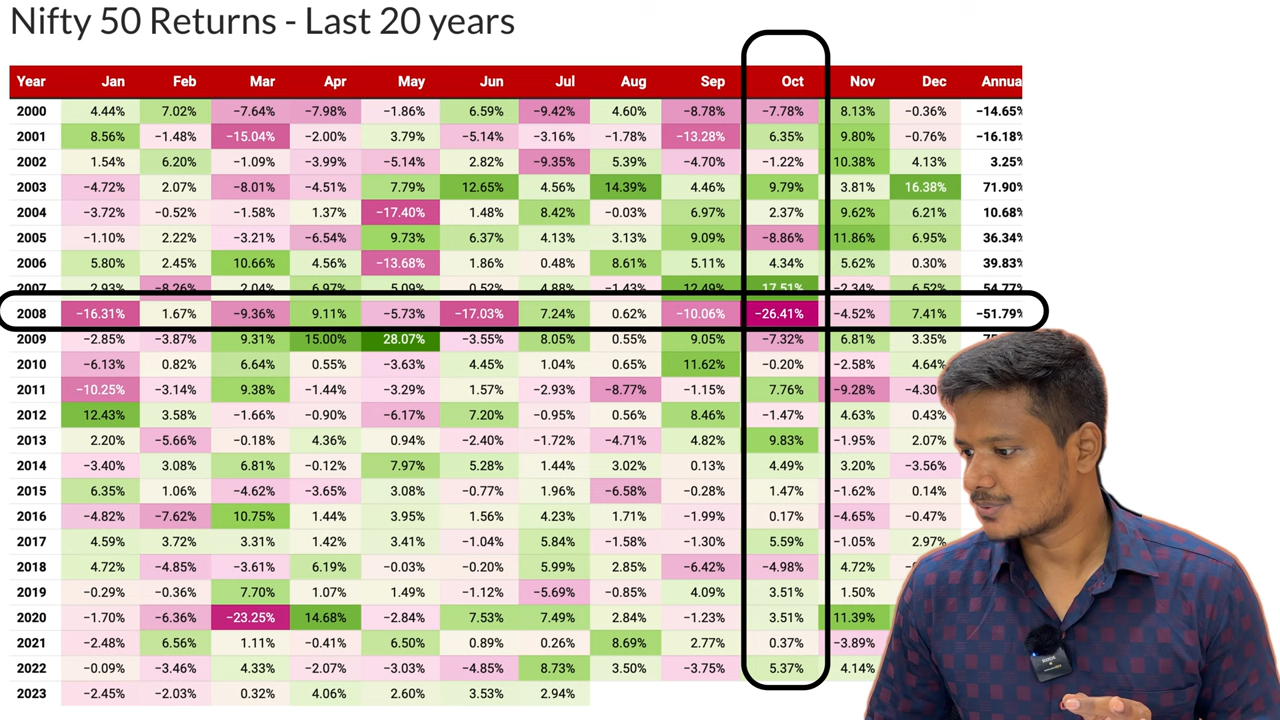 Nifty 50 Returns - Last 20 years
Year Jan Feb Mar Apr May Jun Jul Aug Sep Oct Nov Dec Annua
2000 4.44% 7.02% −7.64% −7.98% −1.86% 6.59% −9.42% 4.60% −8.78% −7.78% 8.13% −0.36% −14.65%
2001 8.56% −1.48% −15.04% −2.00% 3.79% −5.14% −3.16% −1.78% −13.28% 6.35% 9.80% −0.76% −16.18%
2002 1.54% 6.20% −1.09% −3.99% −5.14% 2.82% −9.35% 5.39% −4.70% −1.22% 10.38% 4.13% 3.25%
2003 −4.72% 2.07% −8.01% −4.51% 7.79% 12.65% 4.56% 14.39% 4.46% 9.79% 3.81% 16.38% 71.90%
2004 −3.72% −0.52% −1.58% 1.37% −17.40% 1.48% 8.42% −0.03% 6.97% 2.37% 9.62% 6.21% 10.68%
2005 −1.10% 2.22% −3.21% −6.54% 9.73% 6.37% 4.13% 3.13% 9.09% −8.86% 11.86% 6.95% 36.34%
2006 5.80% 2.45% 10.66% 4.56% −13.68% 1.86% 0.48% 8.61% 5.11% 4.34% 5.62% 0.30% 39.83%
2007 2.93% −8.26% 2.04% 6.97% 5.09% 0.52% 4.88% −1.43% 12.49% 17.51% −2.34% 6.52% 54.77%
2008 −16.31% 1.67% −9.36% 9.11% −5.73% −17.03% 7.24% 0.62% −10.06% −26.41% −4.52% 7.41% −51.79%
2009 −2.85% −3.87% 9.31% 15.00% 28.07% −3.55% 8.05% 0.55% 9.05% −7.32% 6.81% 3.35%
2010 −6.13% 0.82% 6.64% 0.55% −3.63% 4.45% 1.04% 0.65% 11.62% −0.20% −2.58% 4.64%
2011 −10.25% −3.14% 9.38% −1.44% −3.29% 1.57% −2.93% −8.77% −1.15% 7.76% −9.28% −4.30
2012 12.43% 3.58% −1.66% −0.90% −6.17% 7.20% −0.95% 0.56% 8.46% −1.47% 4.63% 0.43%
2013 2.20% −5.66% −0.18% 4.36% 0.94% −2.40% −1.72% −4.71% 4.82% 9.83% −1.95% 2.07%
2014 −3.40% 3.08% 6.81% −0.12% 7.97% 5.28% 1.44% 3.02% 0.13% 4.49% 3.20% −3.56%
2015 6.35% 1.06% −4.62% −3.65% 3.08% −0.77% 1.96% −6.58% −0.28% 1.47% −1.62% 0.14%
2016 −4.82% −7.62% 10.75% 1.44% 3.95% 1.56% 4.23% 1.71% −1.99% 0.17% −4.65% −0.47%
2017 4.59% 3.72% 3.31% 1.42% 3.41% −1.04% 5.84% −1.58% −1.30% 5.59% −1.05% 2.97%
2018 4.72% −4.85% −3.61% 6.19% −0.03% −0.20% 5.99% 2.85% −6.42% −4.98% 4.72%
2019 −0.29% −0.36% 7.70% 1.07% 1.49% −1.12% −5.69% −0.85% 4.09% 3.51% 1.50%
2020 −1.70% −6.36% −23.25% 14.68% −2.84% 7.53% 7.49% 2.84% −1.23% 3.51% 11.39%
2021 −2.48% 6.56% 1.11% −0.41% 6.50% 0.89% 0.26% 8.69% 2.77% 0.37% −3.89%
2022 −0.09% −3.46% 4.33% −2.07% −3.03% −4.85% 8.73% 3.50% −3.75% 5.37% 4.14%
2023 −2.45% −2.03% 0.32% 4.06% 2.60% 3.53% 2.94%